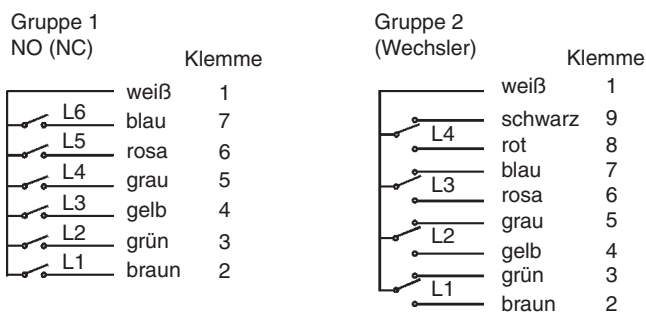 Gruppe 1
NO (NC)
Klemme
weiß 1
L6 blau 7
L5 rosa 6
L4 grau 5
L3 gelb 4
L2 grün 3
L1 braun 2
Gruppe 2
(Wechsler)
Klemme
weiß 1
schwarz 9
L4
rot 8
blau 7
L3
rosa 6
grau 5
L2
gelb 4
grün 3
L1
braun 2